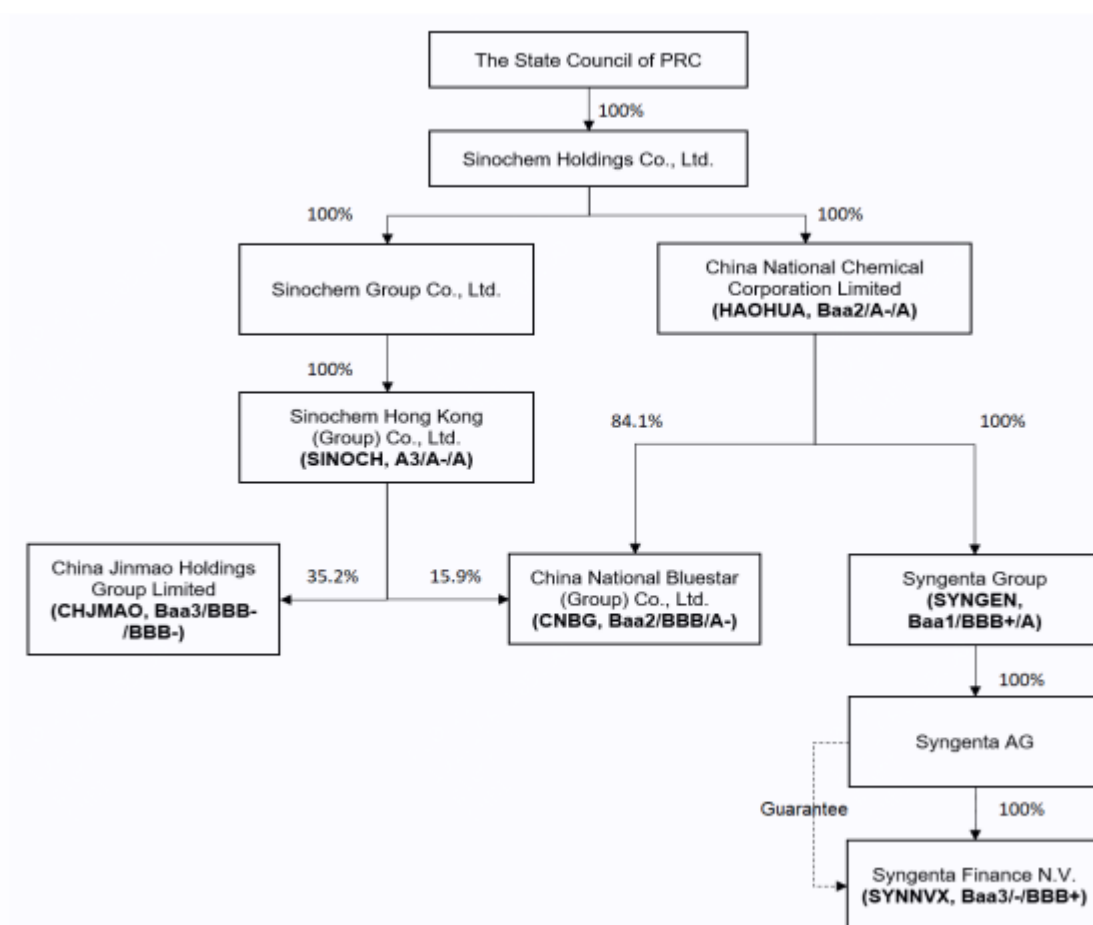 The State Council of PRC
100%
Sinochem Holdings Co., Ltd.
100%
100%
Sinochem Group Co., Ltd.
China National Chemical
Corporation Limited
(HAOHUA, Baa2/A-/A)
100%
Sinochem Hong Kong
(Group) Co., Ltd.
(SINOCH, A3/A-/A)
84.1%
100%
China Jinmao Holdings
Group Limited
(CHJMAO, Baa3/BBB-
/BBB-)
35.2%
15.9%
China National Bluestar
(Group) Co., Ltd.
(CNBG, Baa2/BBB/A-)
Syngenta Group
(SYNGEN,
Baa1/BBB+/A)
100%
Syngenta AG
Guarantee
100%
Syngenta Finance N.V.
(SYNNVX, Baa3/-/BBB+)